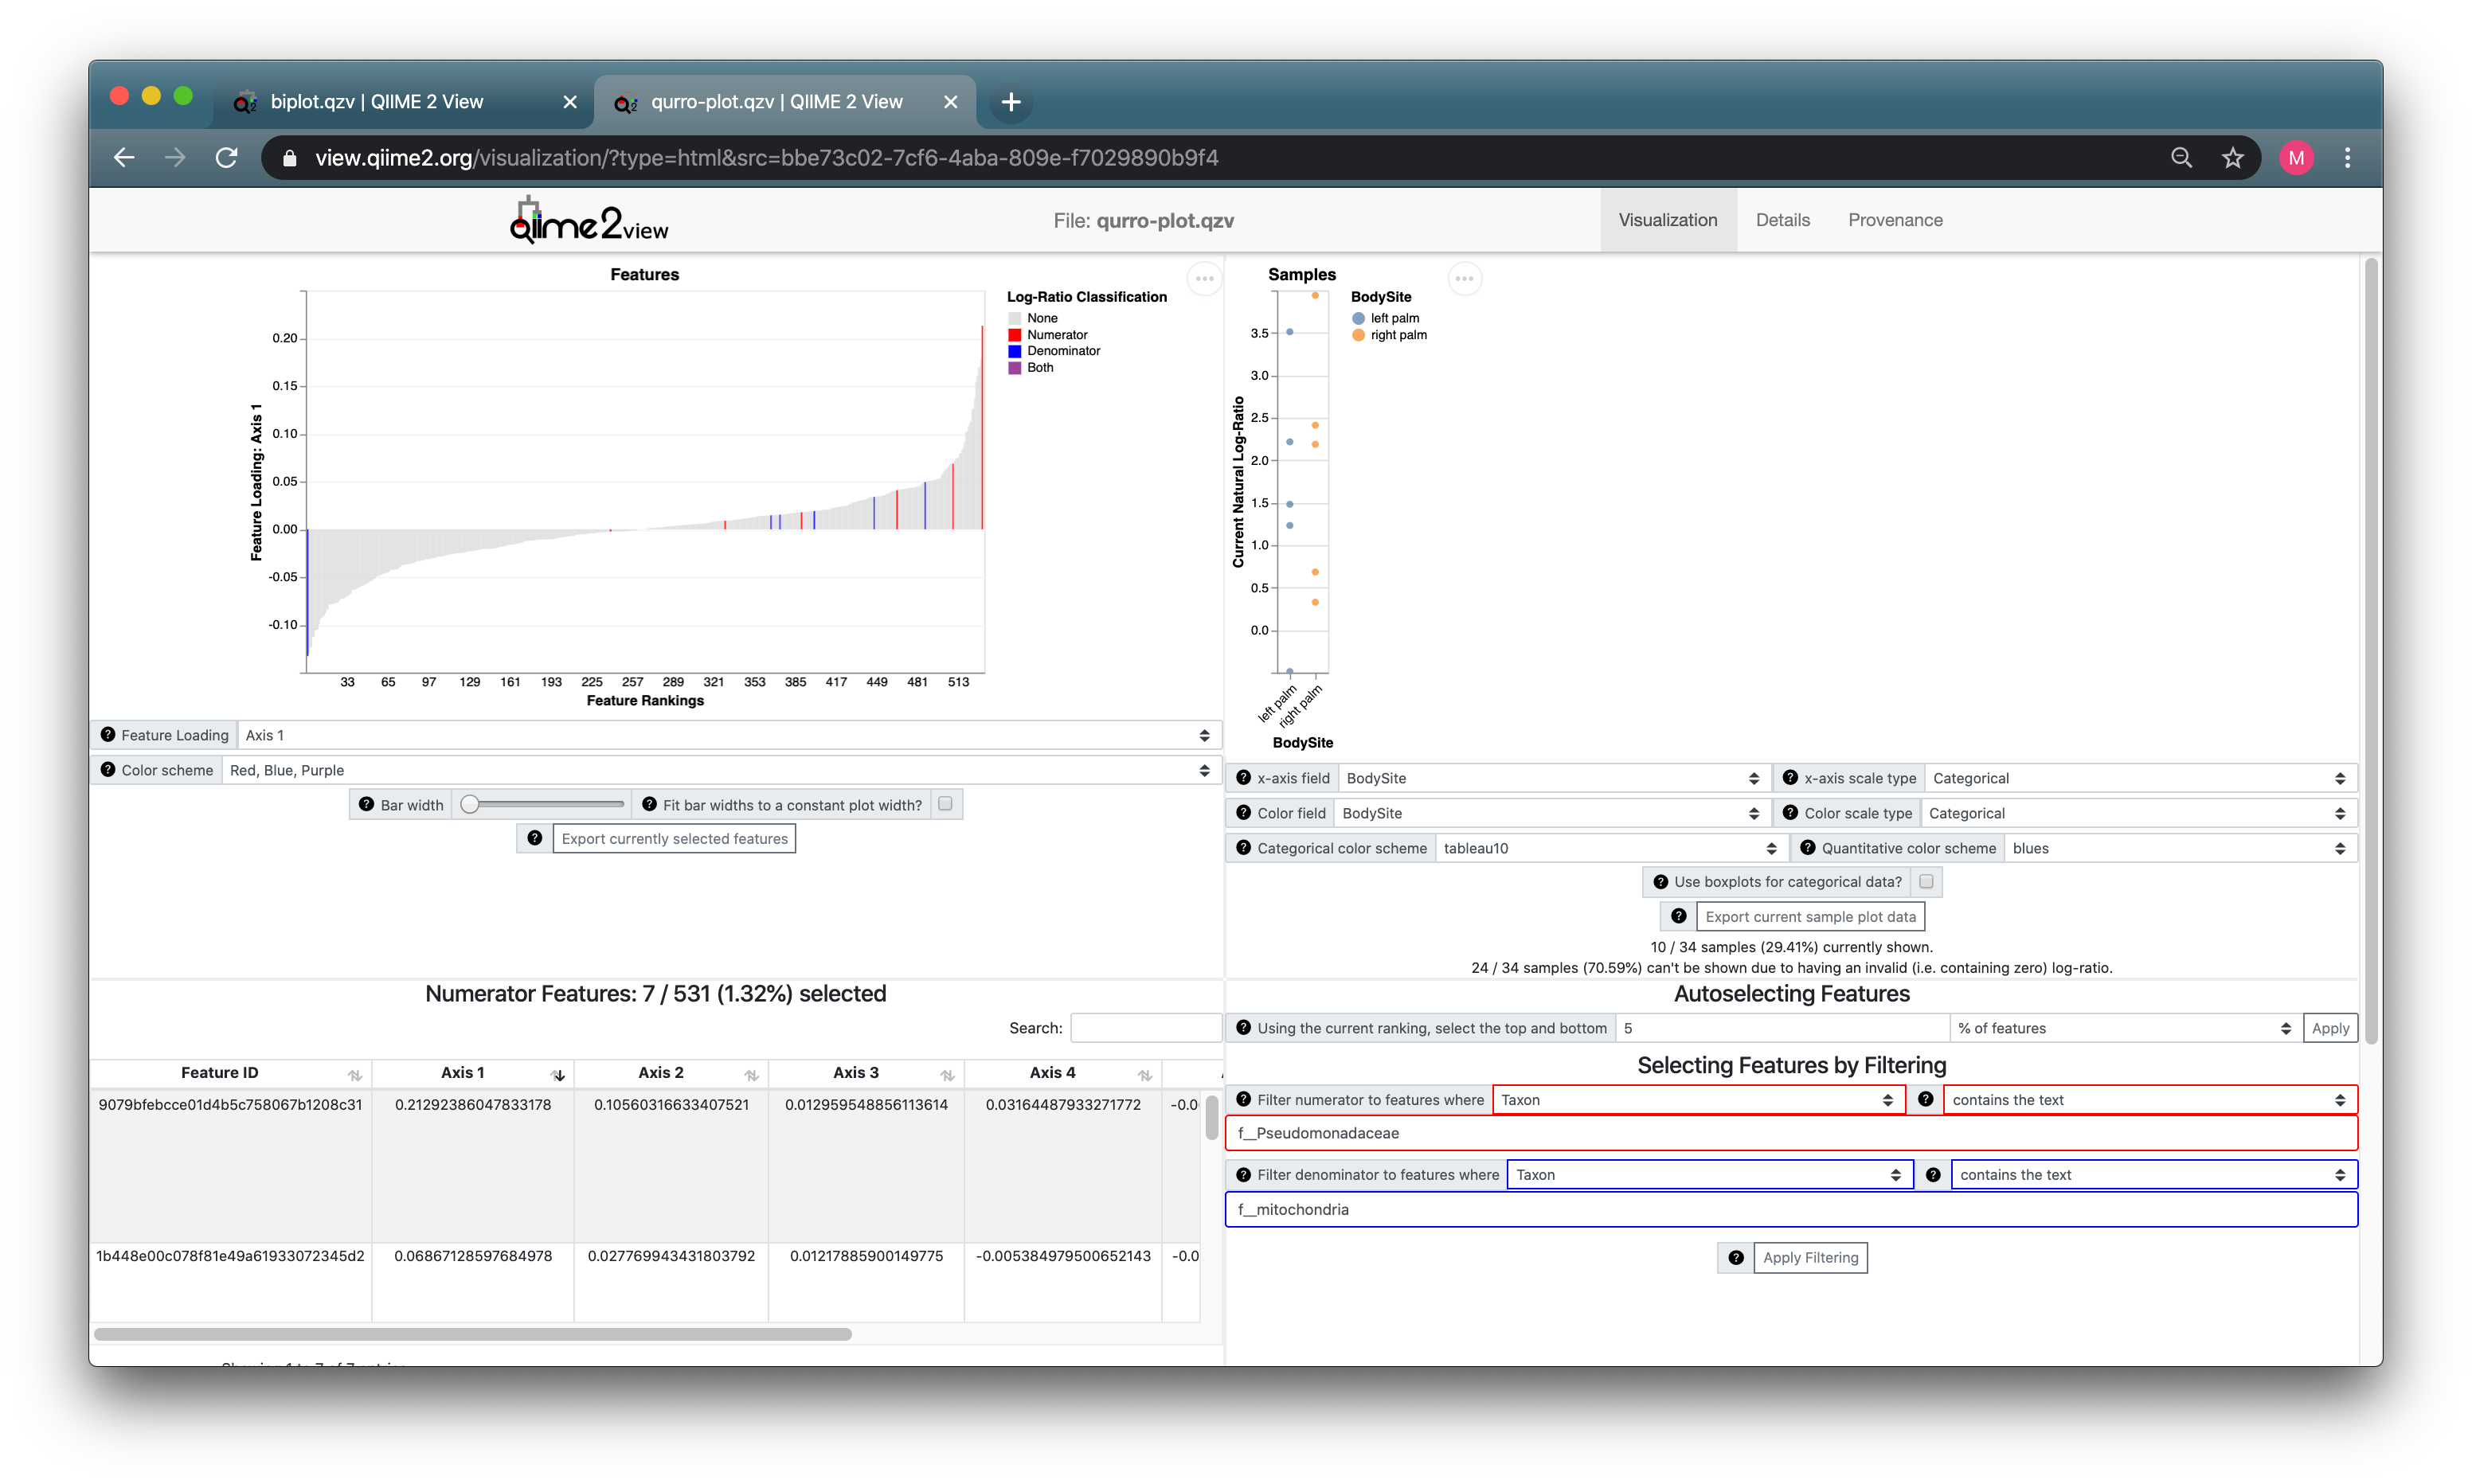 biplot.qzv | QIIME 2 View
qurro-plot.qzv | QIIME 2 View
view.qiime2.org/visualization/?type=html&src=bbe73c02-7cf6-4aba-809e-f7029890b9f4
M
qiime2view
File: qurro-plot.qzv
Visualization Details Provenance
Features
Log-Ratio Classification
None
Numerator
Denominator
Both
Feature Loading: Axis 1
0.20
0.15
0.10
0.05
0.00
-0.05
-0.10
33 65 97 129 161 193 225 257 289 321 353 385 417 449 481 513
Feature Rankings
Samples
BodySite
left palm
right palm
Current Natural Log-Ratio
3.5
3.0
2.5
2.0
1.5
1.0
0.5
0.0
left palm
right palm
BodySite
? Feature Loading Axis 1
? Color scheme Red, Blue, Purple
? Bar width ? Fit bar widths to a constant plot width?
? Export currently selected features
? x-axis field BodySite ? x-axis scale type Categorical
? Color field BodySite ? Color scale type Categorical
? Categorical color scheme tableau10 ? Quantitative color scheme blues
? Use boxplots for categorical data?
? Export current sample plot data
10 / 34 samples (29.41%) currently shown.
24 / 34 samples (70.59%) can't be shown due to having an invalid (i.e. containing zero) log-ratio.
Numerator Features: 7 / 531 (1.32%) selected
Search:
Feature ID Axis 1 Axis 2 Axis 3 Axis 4
9079bfebcce01d4b5c758067b1208c31 0.21292386047833178 0.10560316633407521 0.012959548856113614 0.03164487933271772 -0.0
1b448e00c078f81e49a61933072345d2 0.06867128597684978 0.027769943431803792 0.01217885900149775 -0.005384979500652143 -0.0
Showing 1 to 7 of 7 entries
Autoselecting Features
? Using the current ranking, select the top and bottom 5 % of features Apply
Selecting Features by Filtering
? Filter numerator to features where Taxon ? contains the text
f__Pseudomonadaceae
? Filter denominator to features where Taxon ? contains the text
f__mitochondria
? Apply Filtering